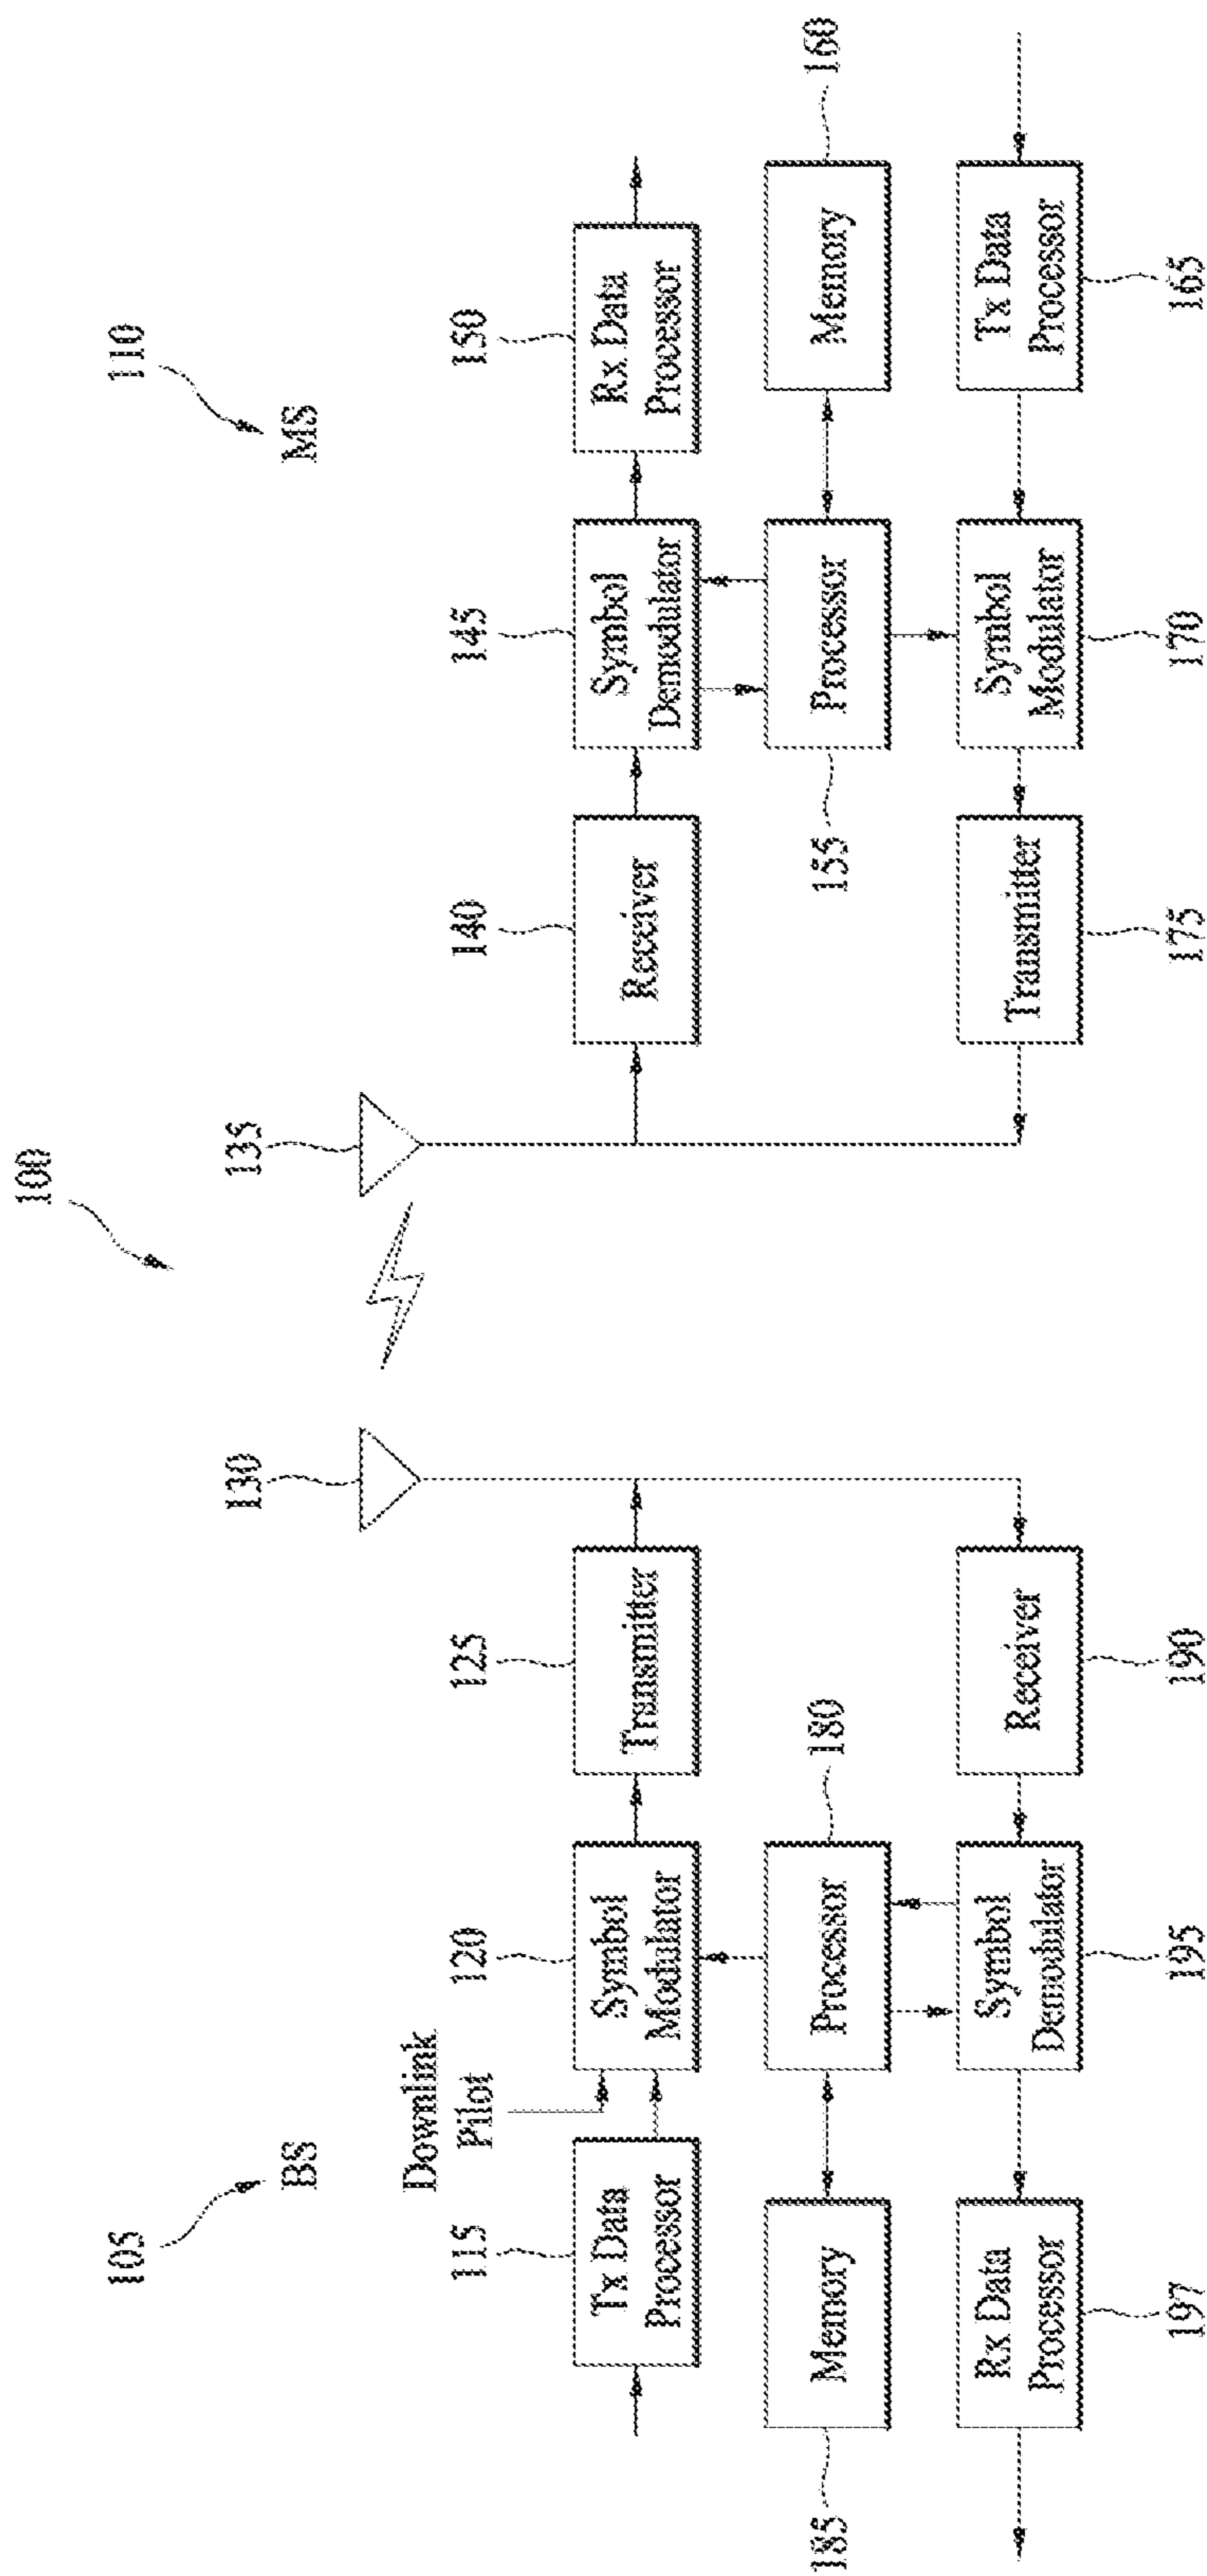 100
105
BS
110
MS
Downlink
Pilot
115
Tx Data
Processor
120
Symbol
Modulator
125
Transmitter
130
135
140
Receiver
145
Symbol
Demodulator
150
Rx Data
Processor
185
Memory
180
Processor
155
Processor
160
Memory
197
Rx Data
Processor
195
Symbol
Demodulator
190
Receiver
175
Transmitter
170
Symbol
Modulator
165
Tx Data
Processor